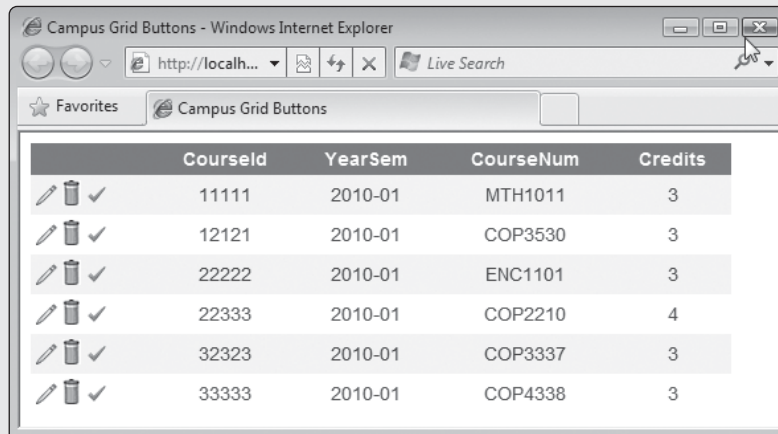 Campus Grid Buttons - Windows Internet Explorer
http://localh...
Live Search
Favorites
Campus Grid Buttons
CourseId YearSem CourseNum Credits
11111 2010-01 MTH1011 3
12121 2010-01 COP3530 3
22222 2010-01 ENC1101 3
22333 2010-01 COP2210 4
32323 2010-01 COP3337 3
33333 2010-01 COP4338 3